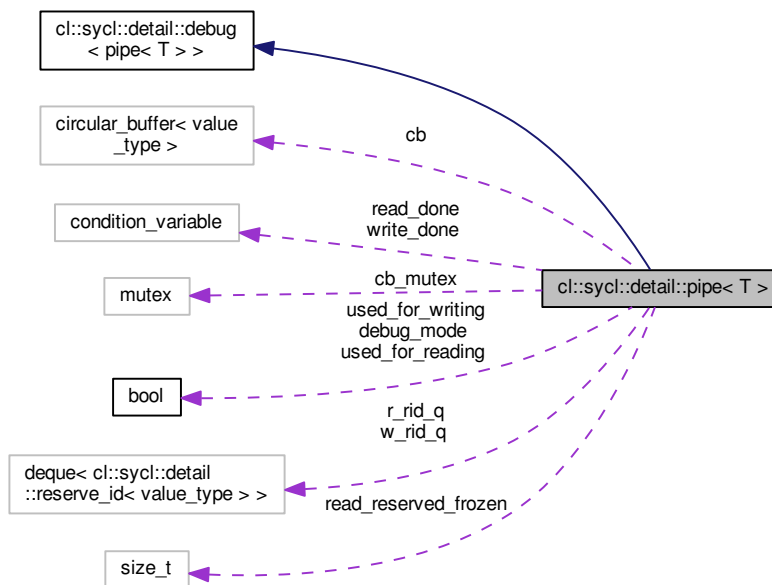 cl::sycl::detail::debug
< pipe< T > >
circular_buffer< value
_type >
cb
condition_variable
read_done
write_done
cl::sycl::detail::pipe< T >
mutex
cb_mutex
used_for_writing
debug_mode
used_for_reading
bool
r_rid_q
w_rid_q
deque< cl::sycl::detail
::reserve_id< value_type > >
read_reserved_frozen
size_t